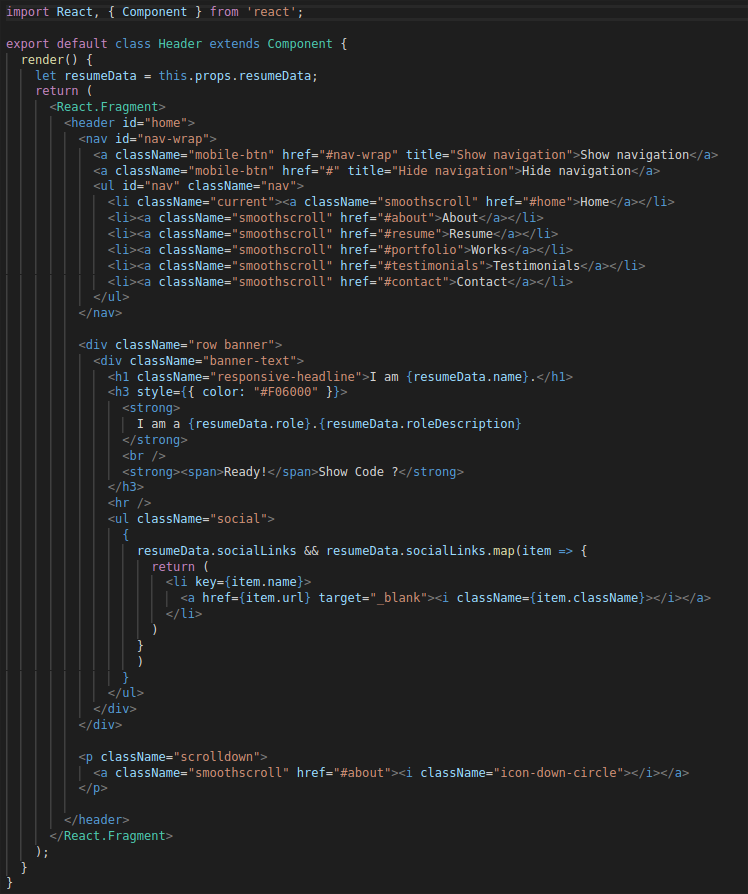 import React, { Component } from 'react';
export default class Header extends Component {
render() {
let resumeData = this.props.resumeData;
return (
<React.Fragment>
<header id="home">
<nav id="nav-wrap">
<a className="mobile-btn" href="#nav-wrap" title="Show navigation">Show navigation</a>
<a className="mobile-btn" href="#" title="Hide navigation">Hide navigation</a>
<ul id="nav" className="nav">
<li className="current"><a className="smoothscroll" href="#home">Home</a></li>
<li><a className="smoothscroll" href="#about">About</a></li>
<li><a className="smoothscroll" href="#resume">Resume</a></li>
<li><a className="smoothscroll" href="#portfolio">Works</a></li>
<li><a className="smoothscroll" href="#testimonials">Testimonials</a></li>
<li><a className="smoothscroll" href="#contact">Contact</a></li>
</ul>
</nav>
<div className="row banner">
<div className="banner-text">
<h1 className="responsive-headline">I am {resumeData.name}.</h1>
<h3 style={{ color: "#F06000" }}>
<strong>
I am a {resumeData.role}.{resumeData.roleDescription}
</strong>
<br />
<strong><span>Ready!</span>Show Code ?</strong>
</h3>
<hr />
<ul className="social">
{
resumeData.socialLinks && resumeData.socialLinks.map(item => {
return (
<li key={item.name}>
<a href={item.url} target="_blank"><i className={item.className}></i></a>
</li>
)
}
)
}
</ul>
</div>
</div>
<p className="scrolldown">
<a className="smoothscroll" href="#about"><i className="icon-down-circle"></i></a>
</p>
</header>
</React.Fragment>
);
}
}